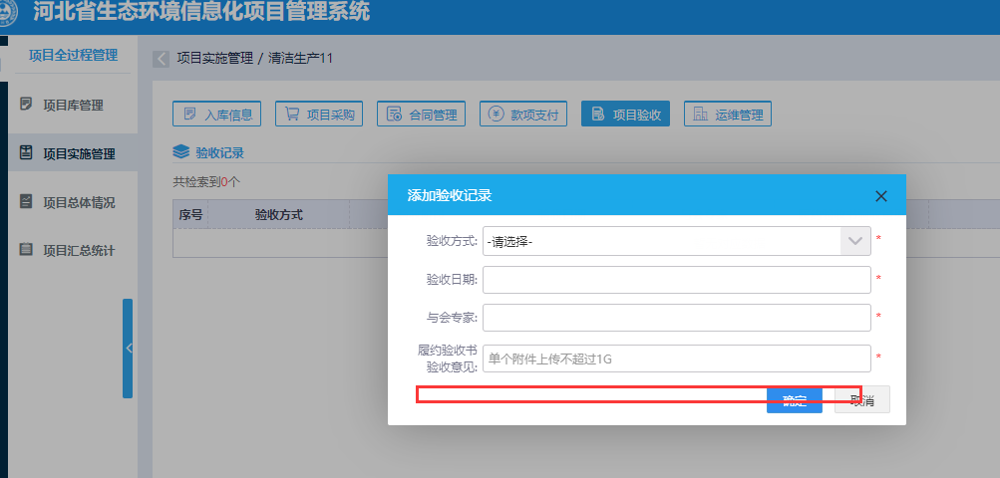 河北省生态环境信息化项目管理系统
项目全过程管理
项目库管理
项目实施管理
项目总体情况
项目汇总统计
项目实施管理 / 清洁生产11
入库信息 项目采购 合同管理 款项支付 项目验收 运维管理
验收记录
共检索到0个
序号 验收方式
添加验收记录
验收方式: -请选择- *
验收日期: *
与会专家: *
履约验收书
验收意见: 单个附件上传不超过1G *
确定 取消